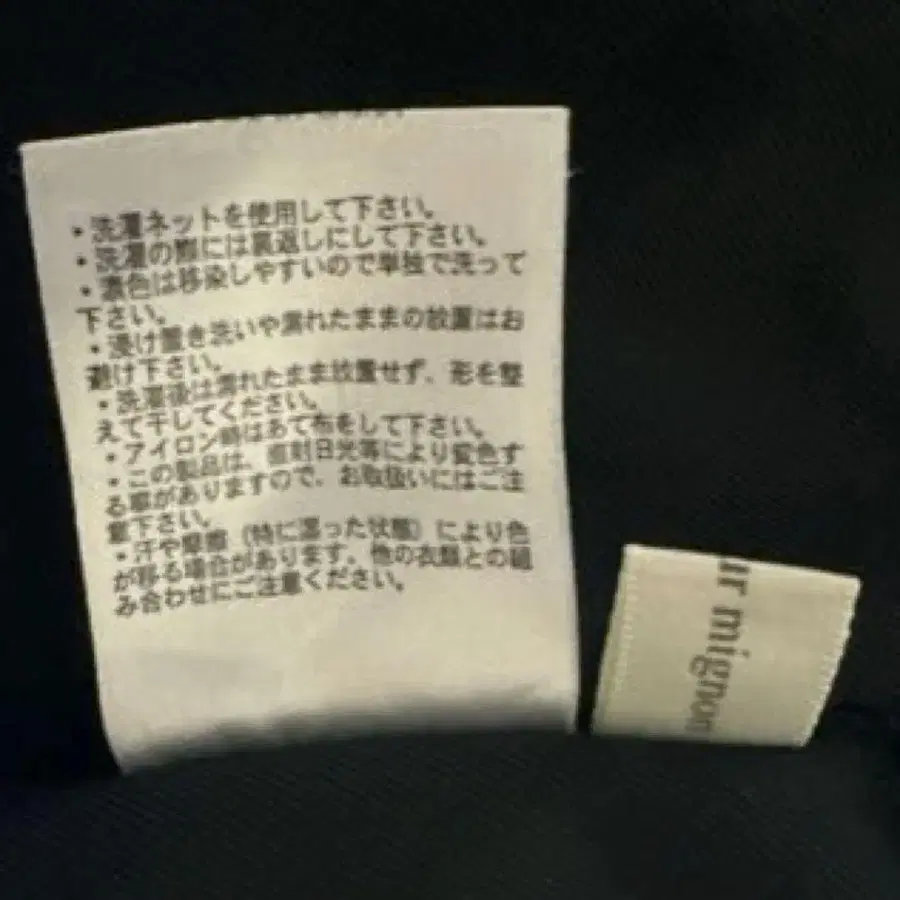 ・洗濯ネットを使用して下さい。
・洗濯の際には裏返しにして下さい。
・濃色は移染しやすいので単独で洗って
下さい。
・浸け置き洗いや濡れたままの放置はお
避け下さい。
・洗濯後は濡れたまま放置せず、形を整
えて干してください。
・アイロン時はあて布をして下さい。
・この製品は、直射日光等により変色す
る事がありますので、お取扱いにはご注
意下さい。
・汗や摩擦（特に湿った状態）により色
が移る場合があります。他の衣類との組
み合わせにご注意ください。
ur mignon